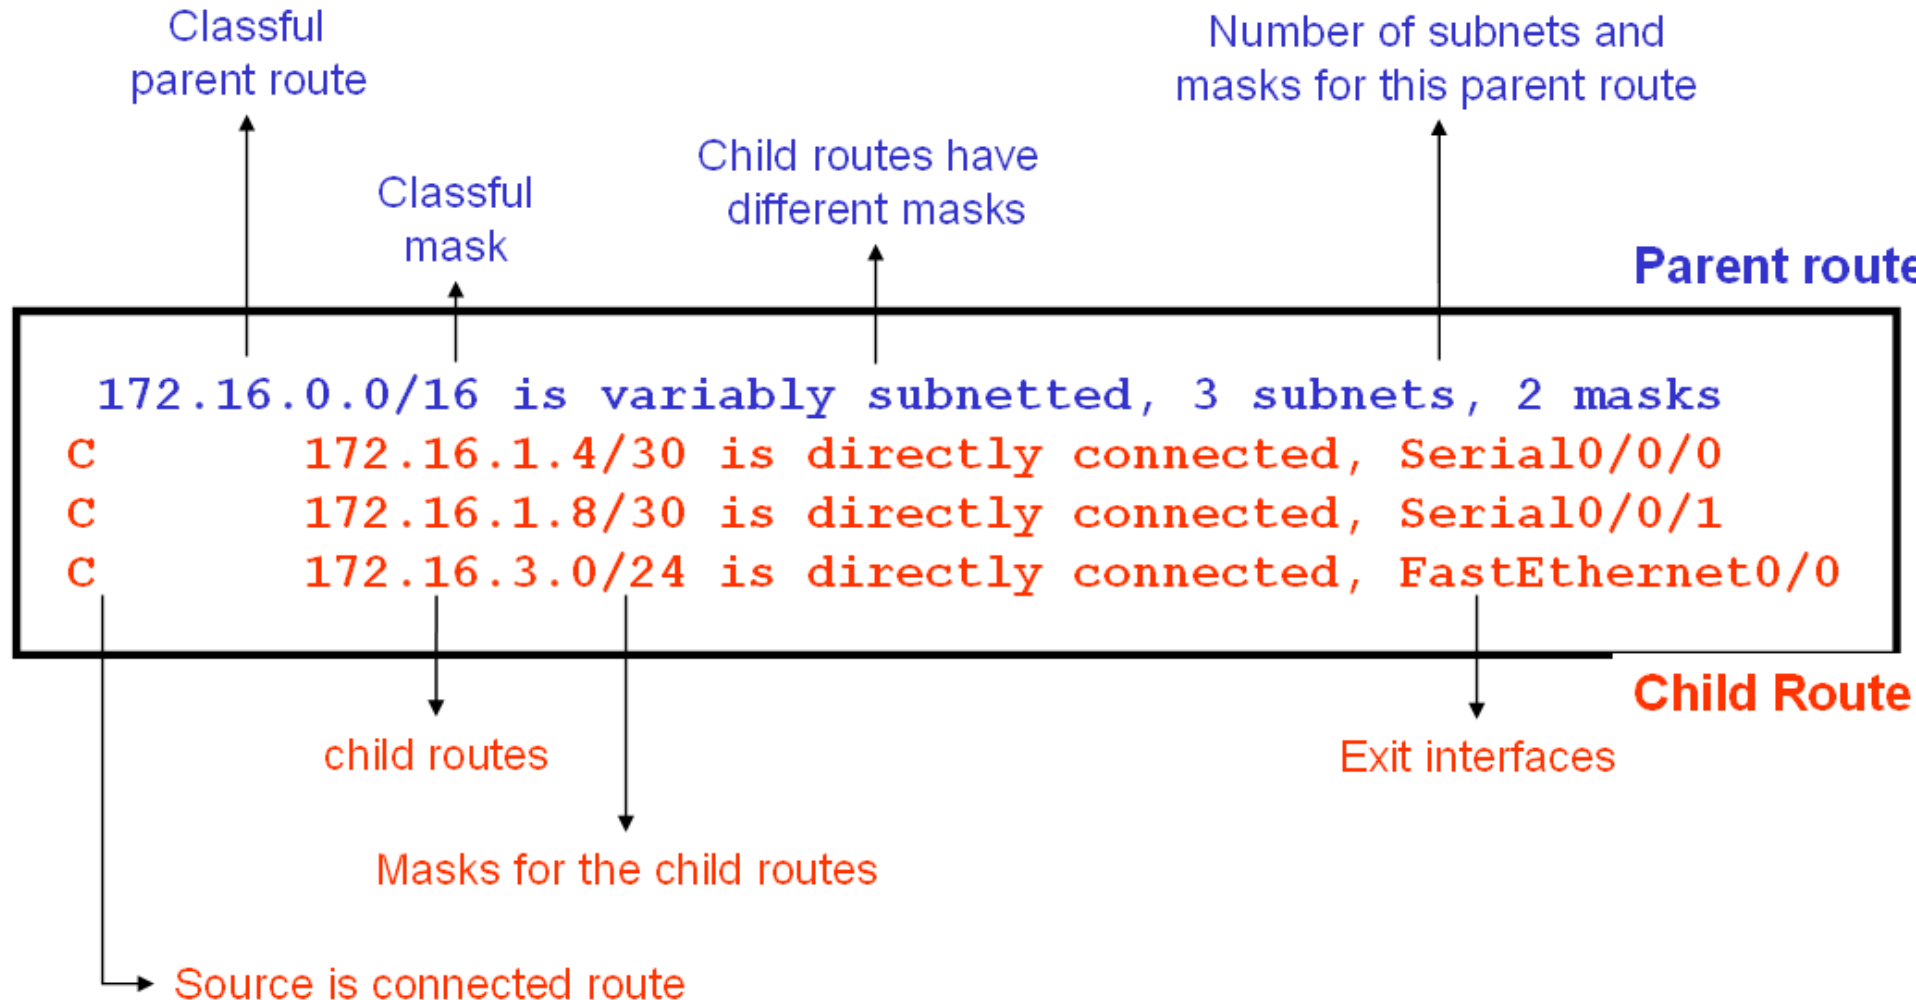 Classful
parent route
Number of subnets and
masks for this parent route
Child routes have
different masks
Classful
mask
Parent route
172.16.0.0/16 is variably subnetted, 3 subnets, 2 masks
C 172.16.1.4/30 is directly connected, Serial0/0/0
C 172.16.1.8/30 is directly connected, Serial0/0/1
C 172.16.3.0/24 is directly connected, FastEthernet0/0
Child Route
child routes
Exit interfaces
Masks for the child routes
Source is connected route